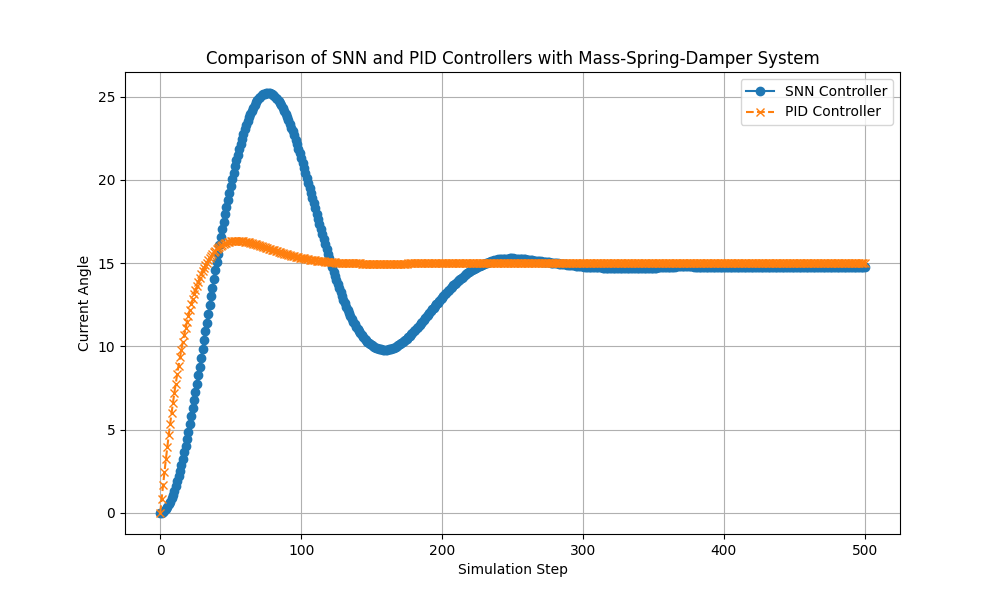 Comparison of SNN and PID Controllers with Mass-Spring-Damper System
SNN Controller
PID Controller
Current Angle
25
20
15
10
5
0
0 100 200 300 400 500
Simulation Step